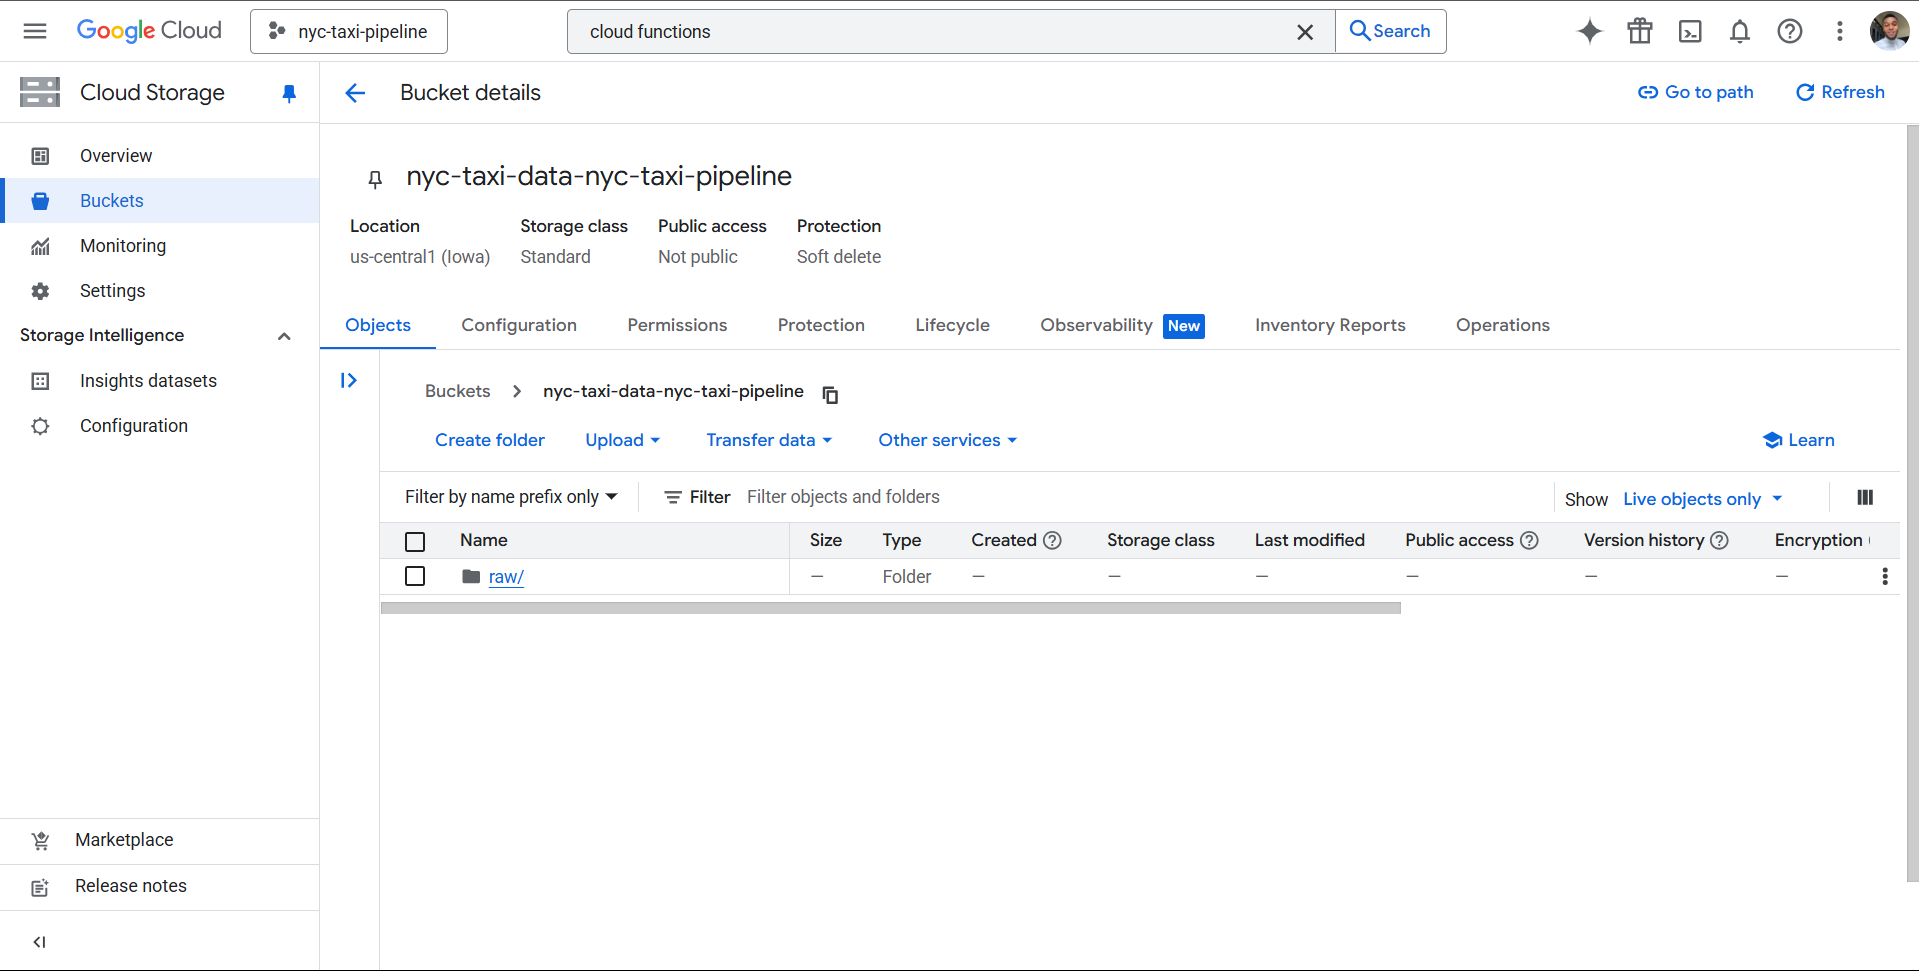 Google Cloud
nyc-taxi-pipeline
cloud functions
Search
Cloud Storage
Bucket details
Go to path
Refresh
Overview
Buckets
Monitoring
Settings
Storage Intelligence
Insights datasets
Configuration
Marketplace
Release notes
nyc-taxi-data-nyc-taxi-pipeline
Location Storage class Public access Protection
us-central1 (Iowa) Standard Not public Soft delete
Objects Configuration Permissions Protection Lifecycle Observability New Inventory Reports Operations
Buckets > nyc-taxi-data-nyc-taxi-pipeline
Create folder Upload Transfer data Other services Learn
Filter by name prefix only Filter Filter objects and folders Show Live objects only
Name Size Type Created Storage class Last modified Public access Version history Encryption
raw/ — Folder — — — — — —